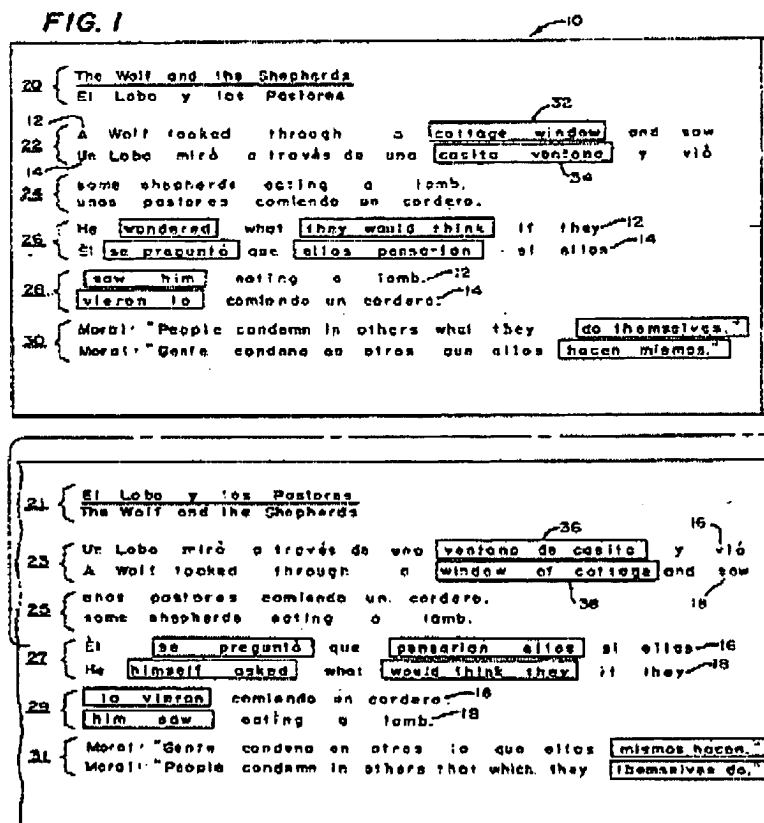 FIG. 1
10
20 The Wolf and the Shepherds
El Lobo y los Pastores
12 32
22 A Wolf looked through a cottage window and saw
Un Lobo miró a través de una casita ventana y vió
14 34
24 some shepherds eating a lamb.
unos pastores comiendo un cordero.
26 He wondered what they would think if they 12
Él se preguntó que ellos pensarían si ellos 14
28 saw him eating a lamb. 12
vieron lo comiendo un cordero. 14
30 Moral: "People condemn in others what they do themselves."
Moral: "Gente condena en otros que ellos hacen mismos."
21 El Lobo y los Pastores
The Wolf and the Shepherds
36 16
23 Un Lobo miró a través de una ventana de casita y vió
A Wolf looked through a window of cottage and saw
38 18
25 unos pastores comiendo un cordero.
some shepherds eating a lamb.
27 Él se preguntó que pensarían ellos si ellos 16
He himself asked what would think they if they 18
29 lo vieron comiendo un cordero. 16
him saw eating a lamb. 18
31 Moral: "Gente condena en otros lo que ellos mismos hacen."
Moral: "People condemn in others that which they themselves do."